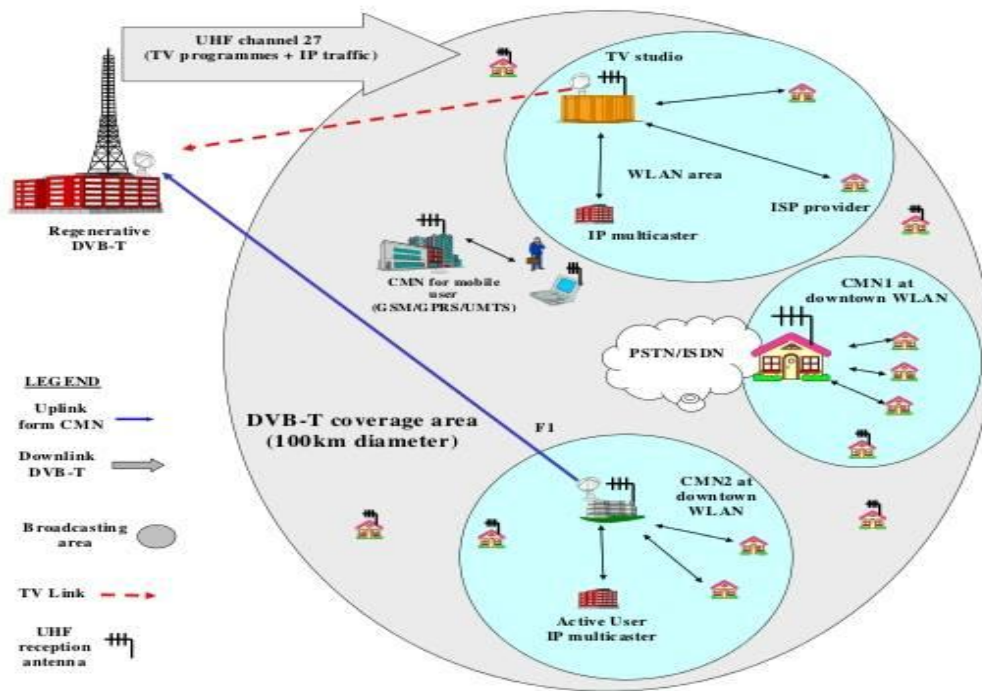 UHF channel 27
(TV programmes + IP traffic)
TV studio
WLAN area
ISP provider
IP multicaster
Regenerative
DVB-T
CMN for mobile
user
(GSM/GPRS/UMTS)
CMN1 at
downtown WLAN
PSTN/ISDN
LEGEND
Uplink
form CMN
Downlink
DVB-T
Broadcasting
area
TV Link
UHF
reception
antenna
DVB-T coverage area
(100km diameter)
F1
CMN2 at
downtown
WLAN
Active User
IP multicaster